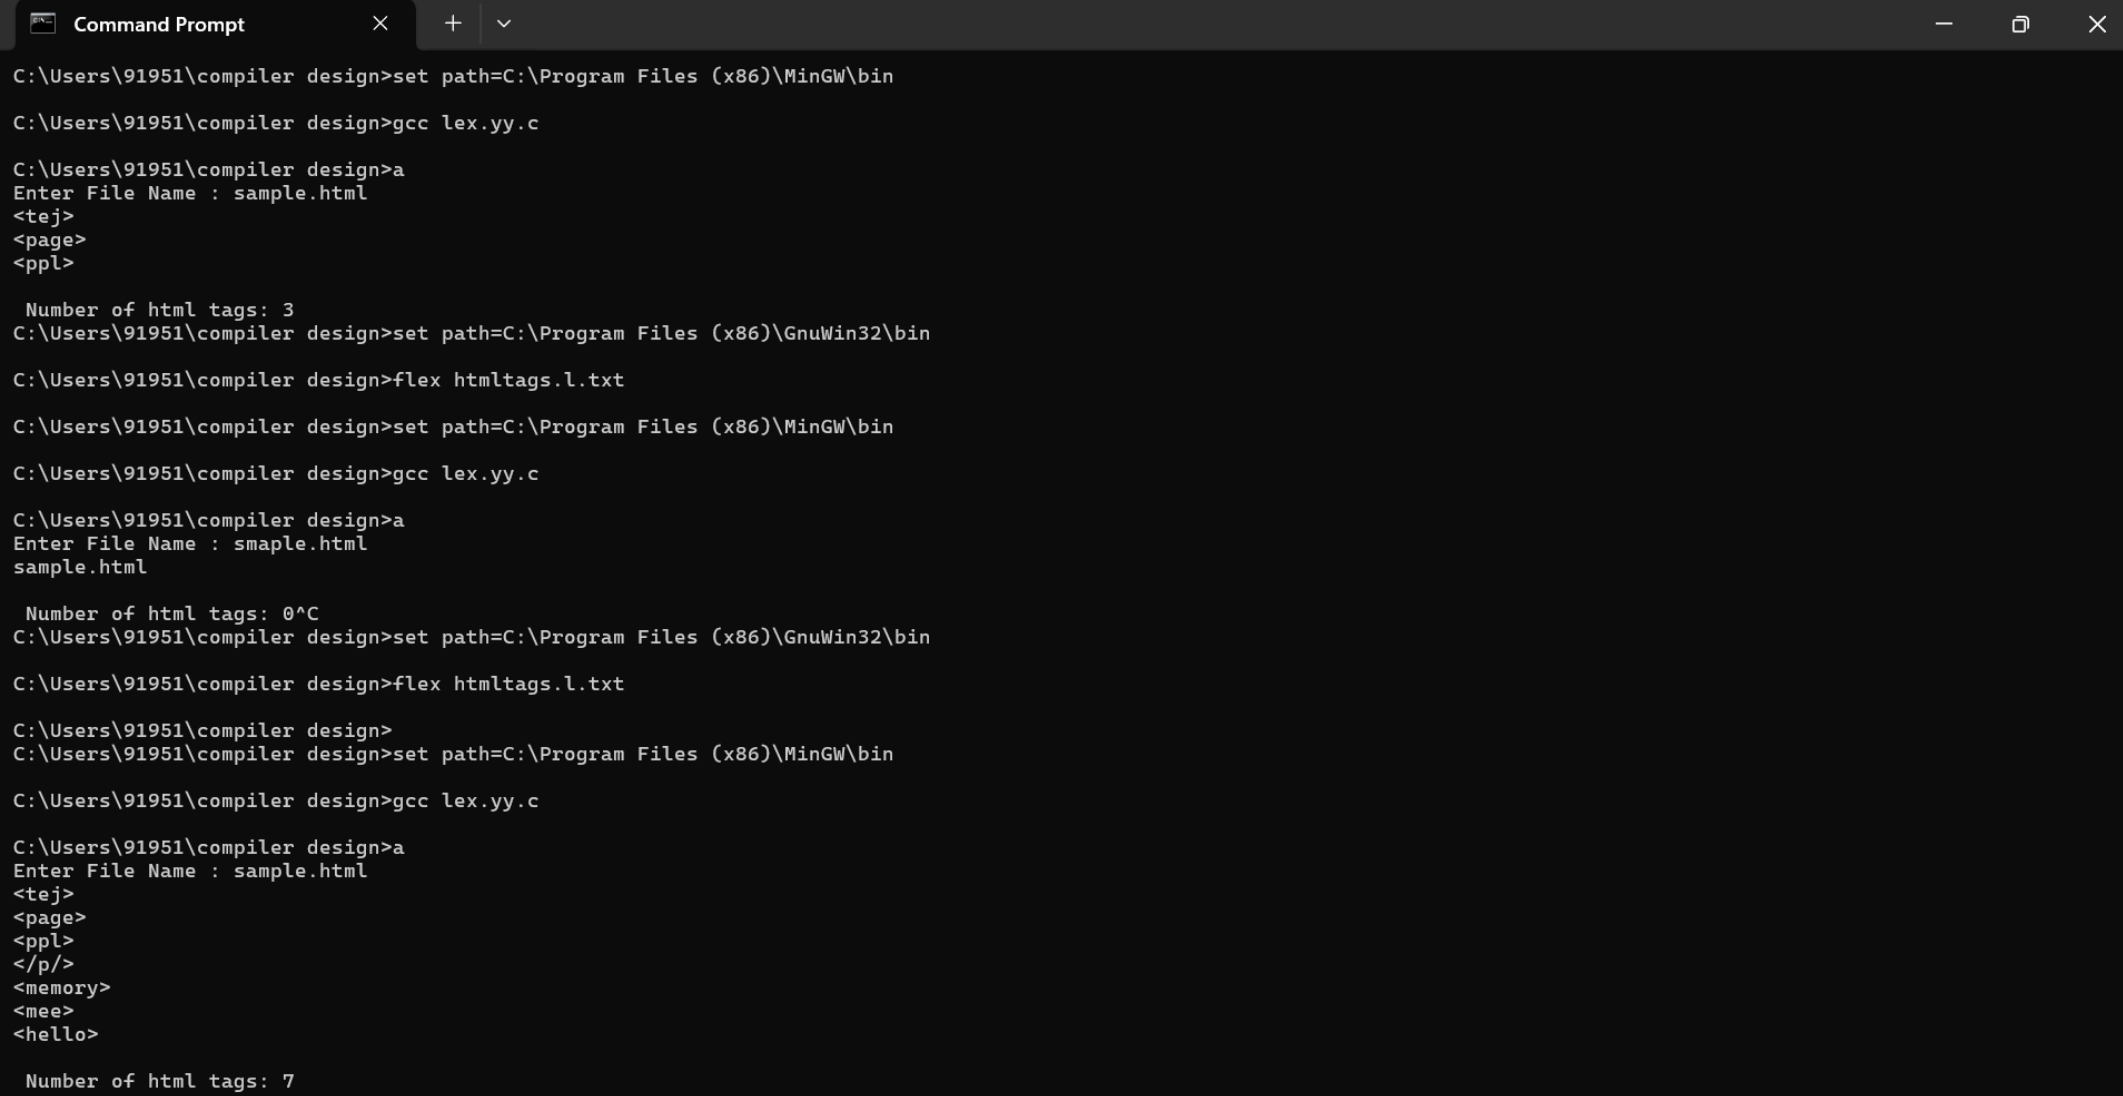 Command Prompt
C:\Users\91951\compiler design>set path=C:\Program Files (x86)\MinGW\bin
C:\Users\91951\compiler design>gcc lex.yy.c
C:\Users\91951\compiler design>a
Enter File Name : sample.html
<tej>
<page>
<ppl>
Number of html tags: 3
C:\Users\91951\compiler design>set path=C:\Program Files (x86)\GnuWin32\bin
C:\Users\91951\compiler design>flex htmltags.l.txt
C:\Users\91951\compiler design>set path=C:\Program Files (x86)\MinGW\bin
C:\Users\91951\compiler design>gcc lex.yy.c
C:\Users\91951\compiler design>a
Enter File Name : smaple.html
sample.html
Number of html tags: 0^C
C:\Users\91951\compiler design>set path=C:\Program Files (x86)\GnuWin32\bin
C:\Users\91951\compiler design>flex htmltags.l.txt
C:\Users\91951\compiler design>
C:\Users\91951\compiler design>set path=C:\Program Files (x86)\MinGW\bin
C:\Users\91951\compiler design>gcc lex.yy.c
C:\Users\91951\compiler design>a
Enter File Name : sample.html
<tej>
<page>
<ppl>
</p/>
<memory>
<mee>
<hello>
Number of html tags: 7